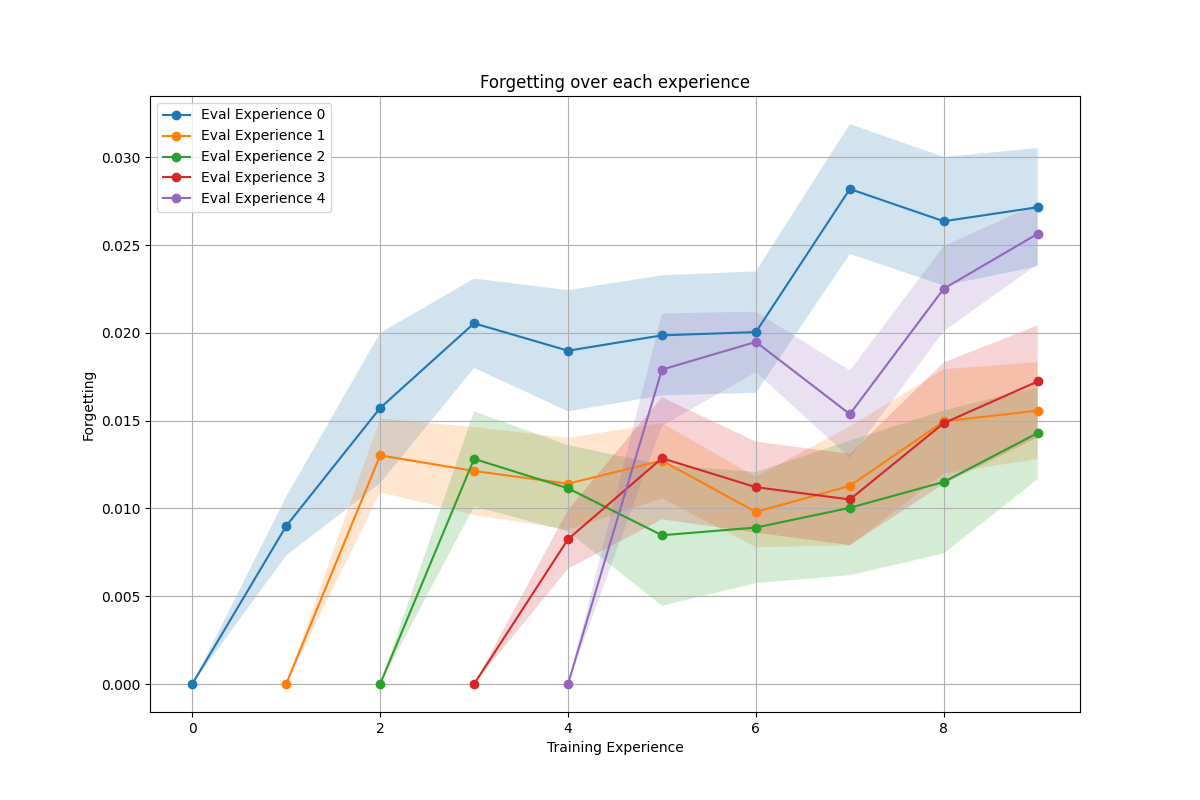 Forgetting over each experience
Eval Experience 0
Eval Experience 1
Eval Experience 2
Eval Experience 3
Eval Experience 4
0.030
0.025
0.020
0.015
0.010
0.005
0.000
Forgetting
0 2 4 6 8
Training Experience